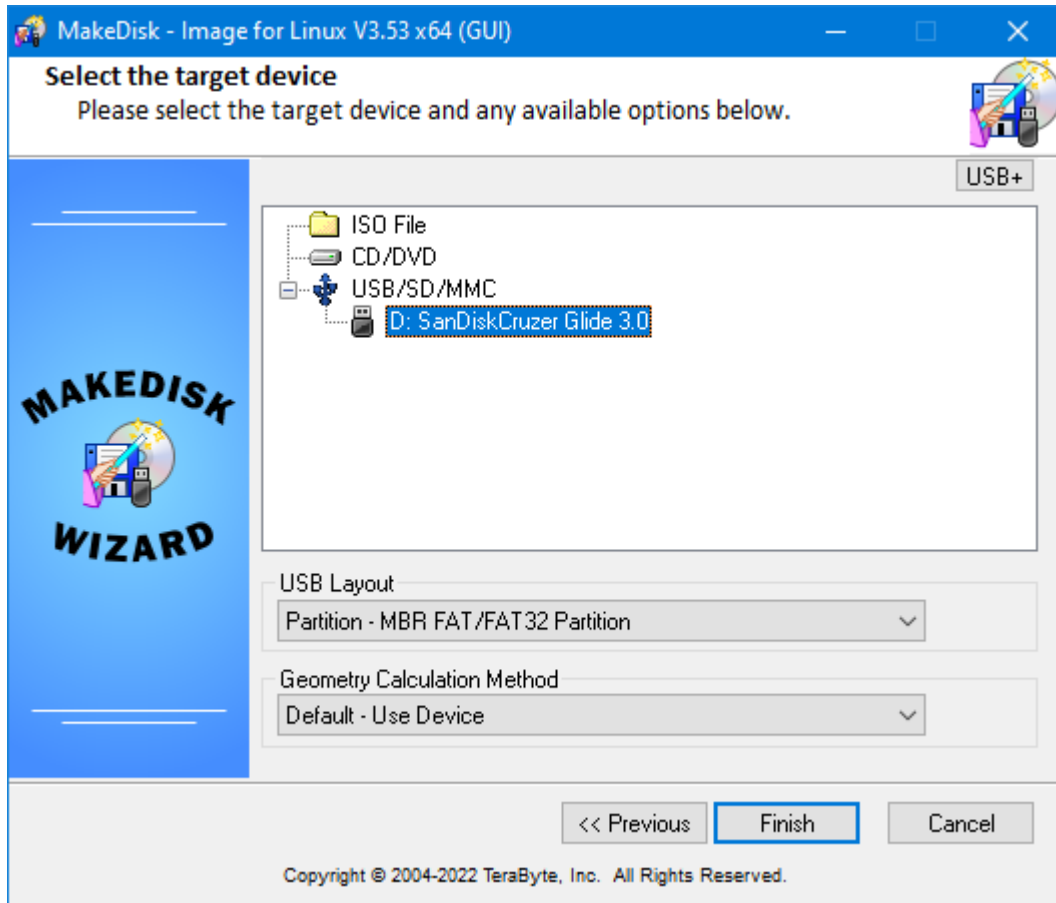 MakeDisk - Image for Linux V3.53 x64 (GUI)
Select the target device
Please select the target device and any available options below.
USB+
ISO File
CD/DVD
USB/SD/MMC
D: SanDiskCruzer Glide 3.0
MAKEDISK
WIZARD
USB Layout
Partition - MBR FAT/FAT32 Partition
Geometry Calculation Method
Default - Use Device
<< Previous
Finish
Cancel
Copyright © 2004-2022 TeraByte, Inc. All Rights Reserved.